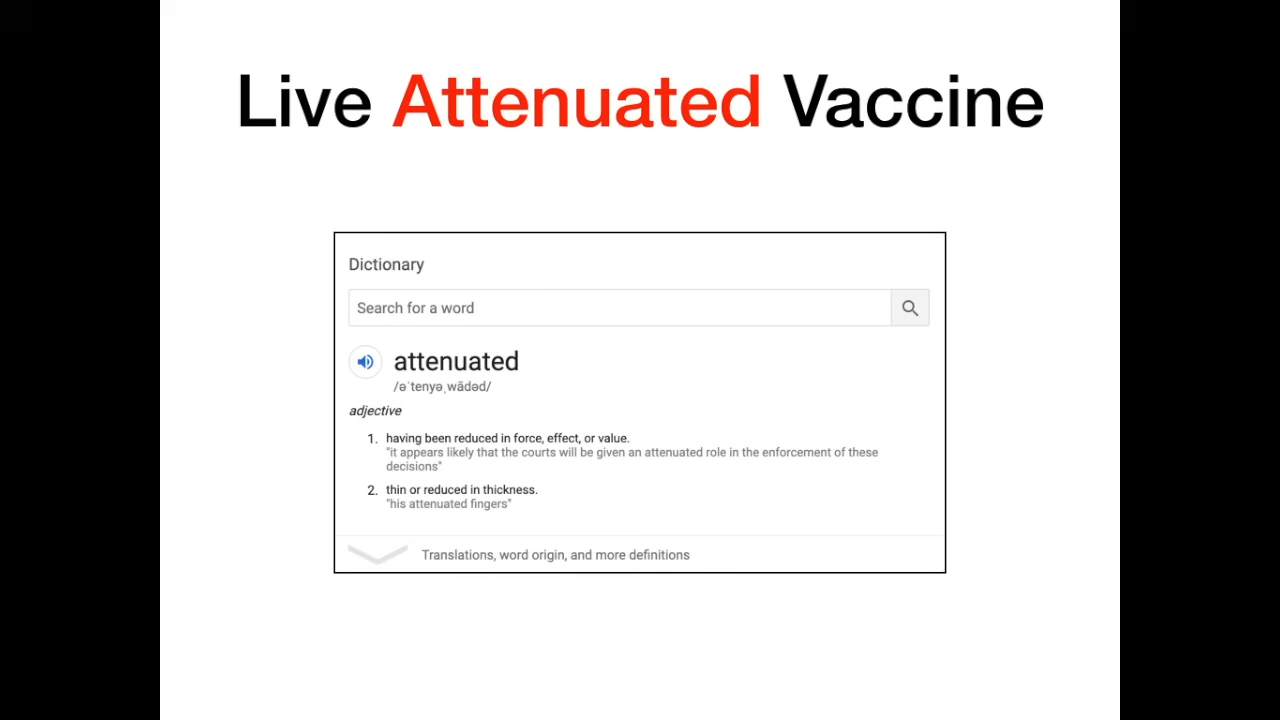 Live Attenuated Vaccine
Dictionary
Search for a word
attenuated
/əˈtenyəˌwādəd/
adjective
1. having been reduced in force, effect, or value.
"it appears likely that the courts will be given an attenuated role in the enforcement of these
decisions"
2. thin or reduced in thickness.
"his attenuated fingers"
Translations, word origin, and more definitions